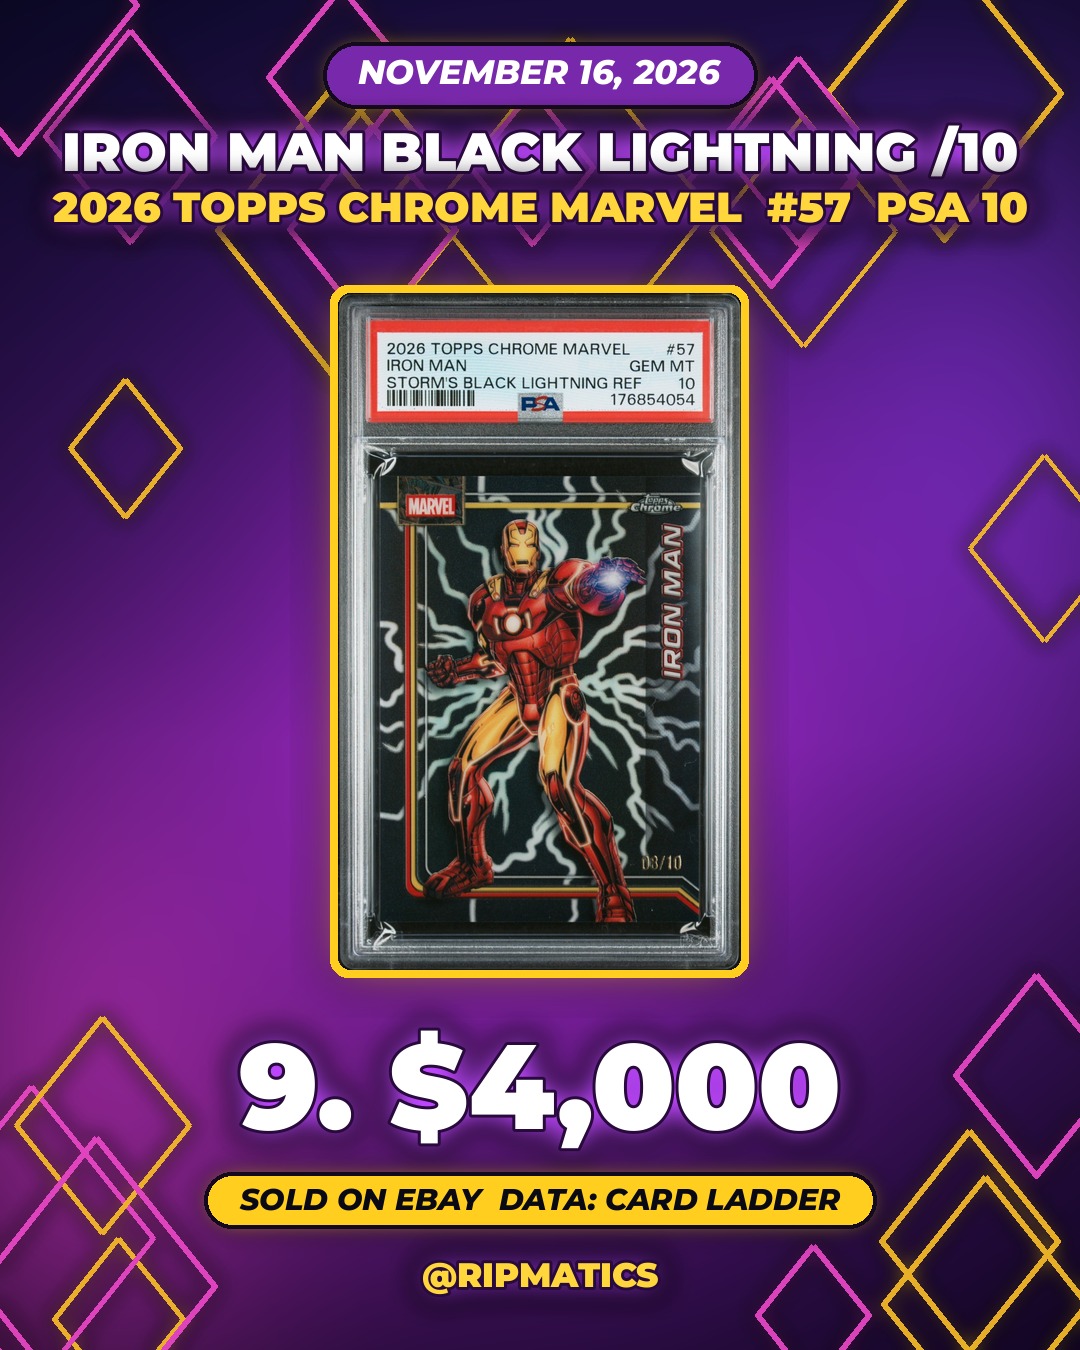 NOVEMBER 16, 2026
IRON MAN BLACK LIGHTNING /10
2026 TOPPS CHROME MARVEL #57 PSA 10
2026 TOPPS CHROME MARVEL #57
IRON MAN GEM MT
STORM'S BLACK LIGHTNING REF 10
PSA 176854054
MARVEL
Topps Chrome
IRON MAN
03/10
9. $4,000
SOLD ON EBAY DATA: CARD LADDER
@RIPMATICS